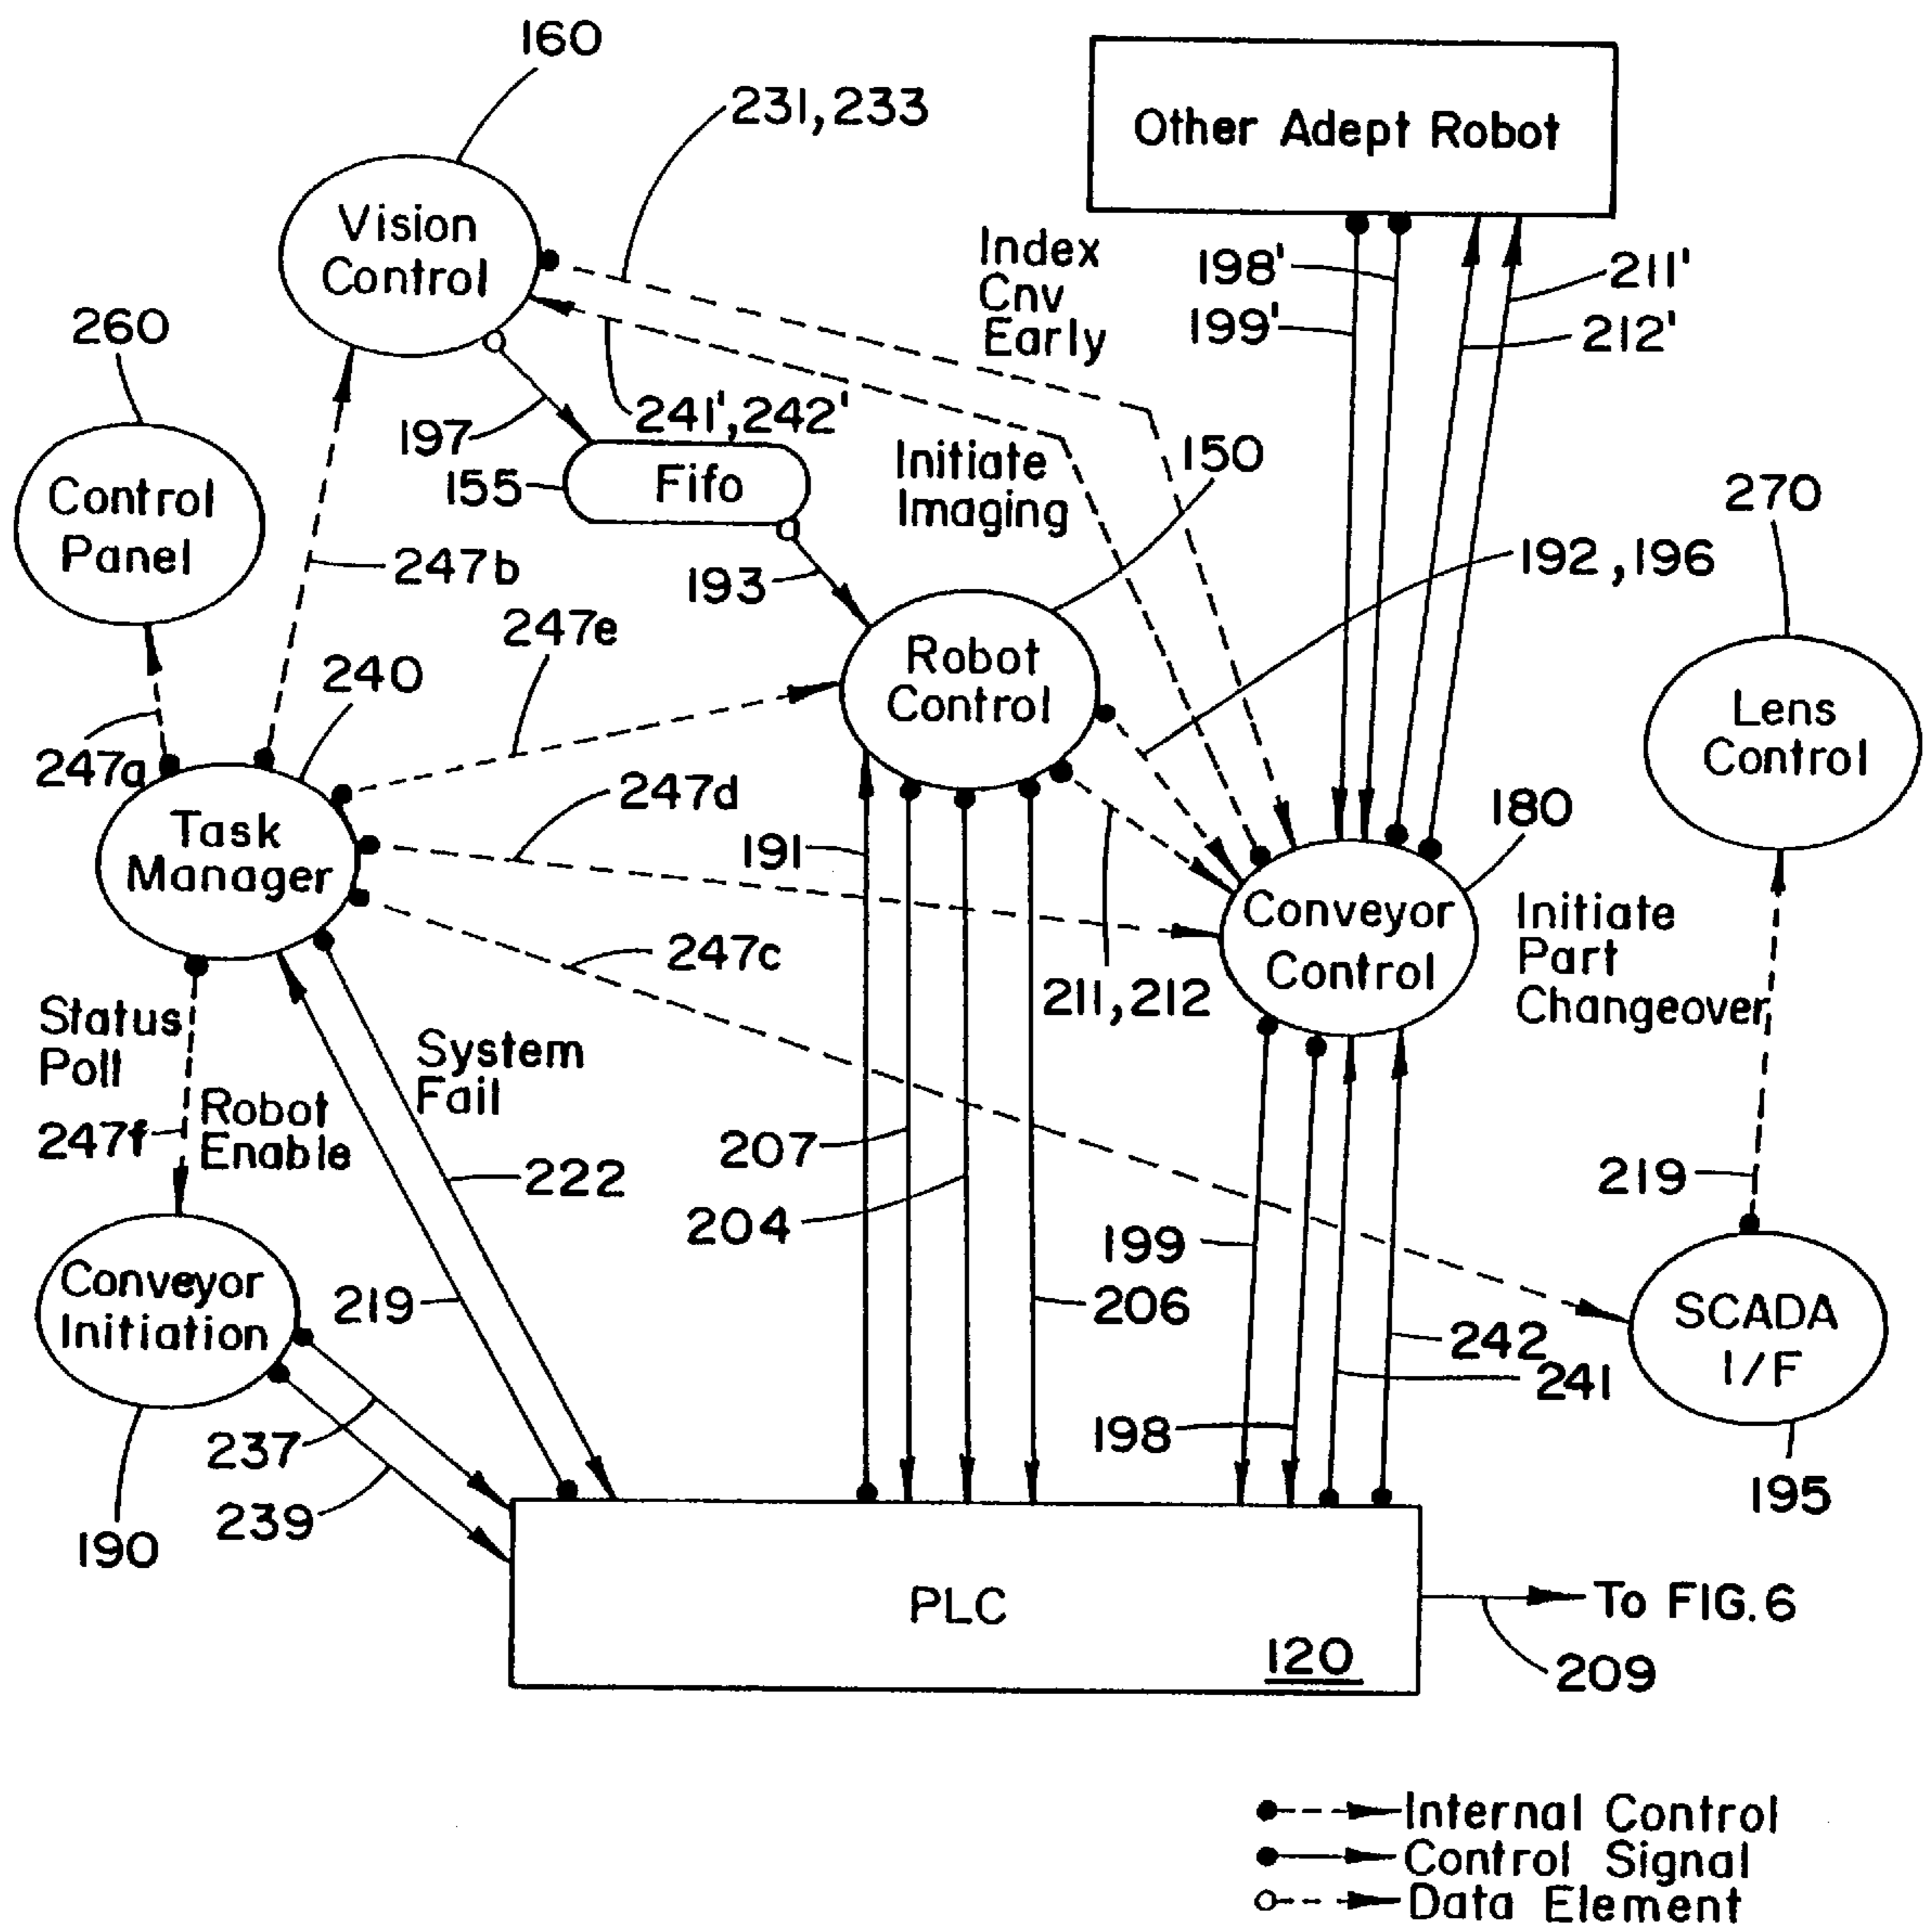 160
231,233
Other Adept Robot
Vision
Control
Index
Cnv
Early
198'
199'
211'
212'
260
241',242'
197
155
Fifo
Initiate
Imaging
150
270
Control
Panel
247b
193
192,196
247e
240
Robot
Control
Lens
Control
247a
247d
Task
Manager
191
180
Conveyor
Control
Initiate
Part
Changeover
247c
211,212
Status
Poll
System
Fail
247f
Robot
Enable
222
207
204
199
219
Conveyor
Initiation
219
206
242
241
SCADA
I/F
237
198
239
190
195
PLC
120
To FIG.6
209
Internal Control
Control Signal
Data Element